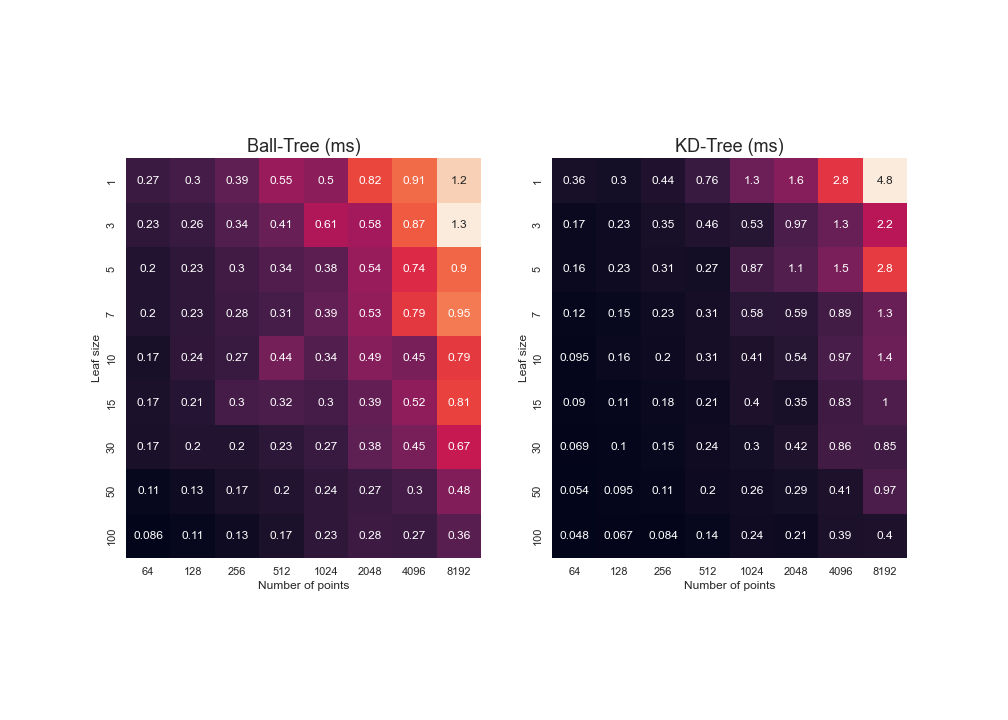 Ball-Tree (ms)
1 0.27 0.3 0.39 0.55 0.5 0.82 0.91 1.2
3 0.23 0.26 0.34 0.41 0.61 0.58 0.87 1.3
5 0.2 0.23 0.3 0.34 0.38 0.54 0.74 0.9
7 0.2 0.23 0.28 0.31 0.39 0.53 0.79 0.95
10 0.17 0.24 0.27 0.44 0.34 0.49 0.45 0.79
15 0.17 0.21 0.3 0.32 0.3 0.39 0.52 0.81
30 0.17 0.2 0.2 0.23 0.27 0.38 0.45 0.67
50 0.11 0.13 0.17 0.2 0.24 0.27 0.3 0.48
100 0.086 0.11 0.13 0.17 0.23 0.28 0.27 0.36
64 128 256 512 1024 2048 4096 8192
Number of points
Leaf size
KD-Tree (ms)
1 0.36 0.3 0.44 0.76 1.3 1.6 2.8 4.8
3 0.17 0.23 0.35 0.46 0.53 0.97 1.3 2.2
5 0.16 0.23 0.31 0.27 0.87 1.1 1.5 2.8
7 0.12 0.15 0.23 0.31 0.58 0.59 0.89 1.3
10 0.095 0.16 0.2 0.31 0.41 0.54 0.97 1.4
15 0.09 0.11 0.18 0.21 0.4 0.35 0.83 1
30 0.069 0.1 0.15 0.24 0.3 0.42 0.86 0.85
50 0.054 0.095 0.11 0.2 0.26 0.29 0.41 0.97
100 0.048 0.067 0.084 0.14 0.24 0.21 0.39 0.4
64 128 256 512 1024 2048 4096 8192
Number of points
Leaf size